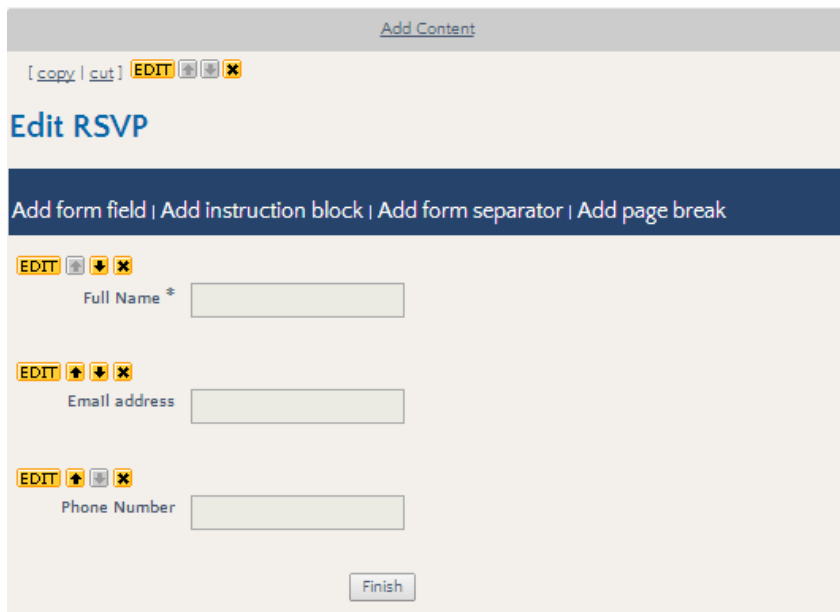 Add Content
[ copy | cut ] EDIT
Edit RSVP
Add form field | Add instruction block | Add form separator | Add page break
EDIT
Full Name *
EDIT
Email address
EDIT
Phone Number
Finish